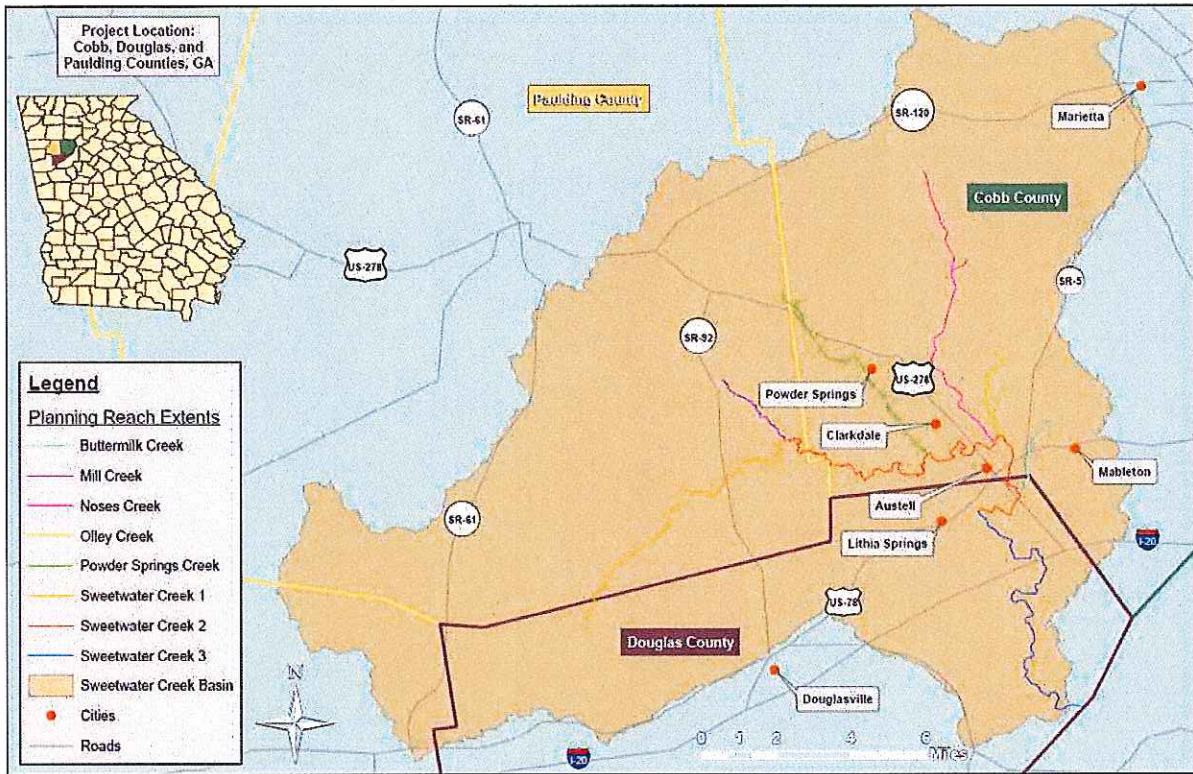 Project Location:
Cobb, Douglas, and
Paulding Counties, GA
Paulding County
SR-61
SR-120
Marietta
Cobb County
US-278
SR-5
SR-92
Powder Springs
US-278
Clarkdale
Mableton
Austell
SR-61
Lithia Springs
I-20
US-78
Douglas County
Douglasville
I-20
Legend
Planning Reach Extents
Buttermilk Creek
Mill Creek
Noses Creek
Olley Creek
Powder Springs Creek
Sweetwater Creek 1
Sweetwater Creek 2
Sweetwater Creek 3
Sweetwater Creek Basin
Cities
Roads
N
0 1 2 4 6
Miles